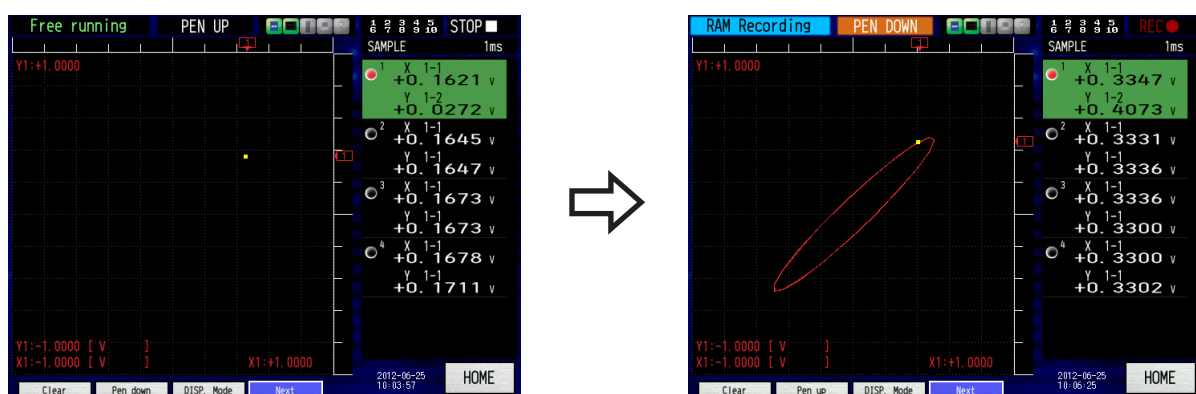 Free running PEN UP 1 2 3 4 5 6 7 8 9 10 STOP
1
SAMPLE 1ms
Y1:+1.0000
1 X 1-1
+0.1621 V
Y 1-2
+0.0272 V
2 X 1-1
+0.1645 V
Y 1-1
+0.1647 V
1
3 X 1-1
+0.1673 V
Y 1-1
+0.1673 V
4 X 1-1
+0.1678 V
Y 1-1
+0.1711 V
Y1:-1.0000 [ V ]
X1:-1.0000 [ V ] X1:+1.0000
2012-06-25
10:03:57
HOME
Clear Pen down DISP. Mode Next
RAM Recording PEN DOWN 1 2 3 4 5 6 7 8 9 10 REC
1
SAMPLE 1ms
Y1:+1.0000
1 X 1-1
+0.3347 V
Y 1-2
+0.4073 V
1
2 X 1-1
+0.3331 V
Y 1-1
+0.3336 V
3 X 1-1
+0.3336 V
Y 1-1
+0.3300 V
4 X 1-1
+0.3300 V
Y 1-1
+0.3302 V
Y1:-1.0000 [ V ]
X1:-1.0000 [ V ] X1:+1.0000
2012-06-25
10:06:25
HOME
Clear Pen up DISP. Mode Next